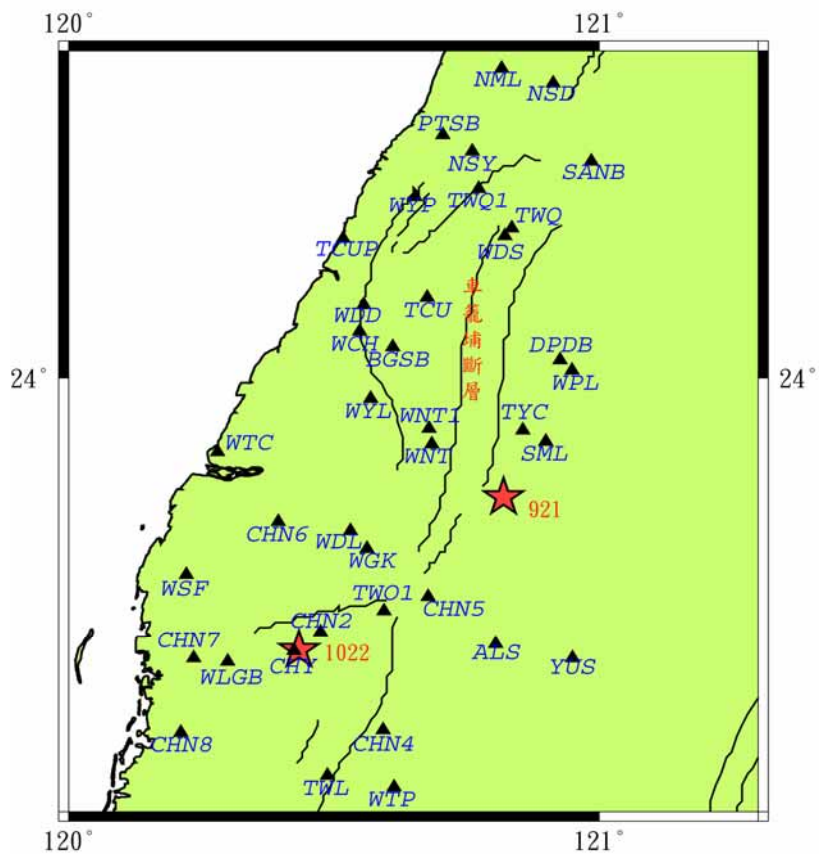 120°
121°
NML
NSD
PTSB
NSY
SANB
TWQ1
WYP
TWQ
WDS
TCUP
車
籠
埔
斷
層
TCU
WDD
WCH
BGSB
DPDB
WPL
24°
24°
WYL
WNT1
TYC
WTC
WNT
SML
921
CHN6
WDL
WGK
WSF
TWO1
CHN5
CHN2
CHN7
1022
ALS
WLGB
CHY
YUS
CHN8
CHN4
TWL
WTP
120°
121°